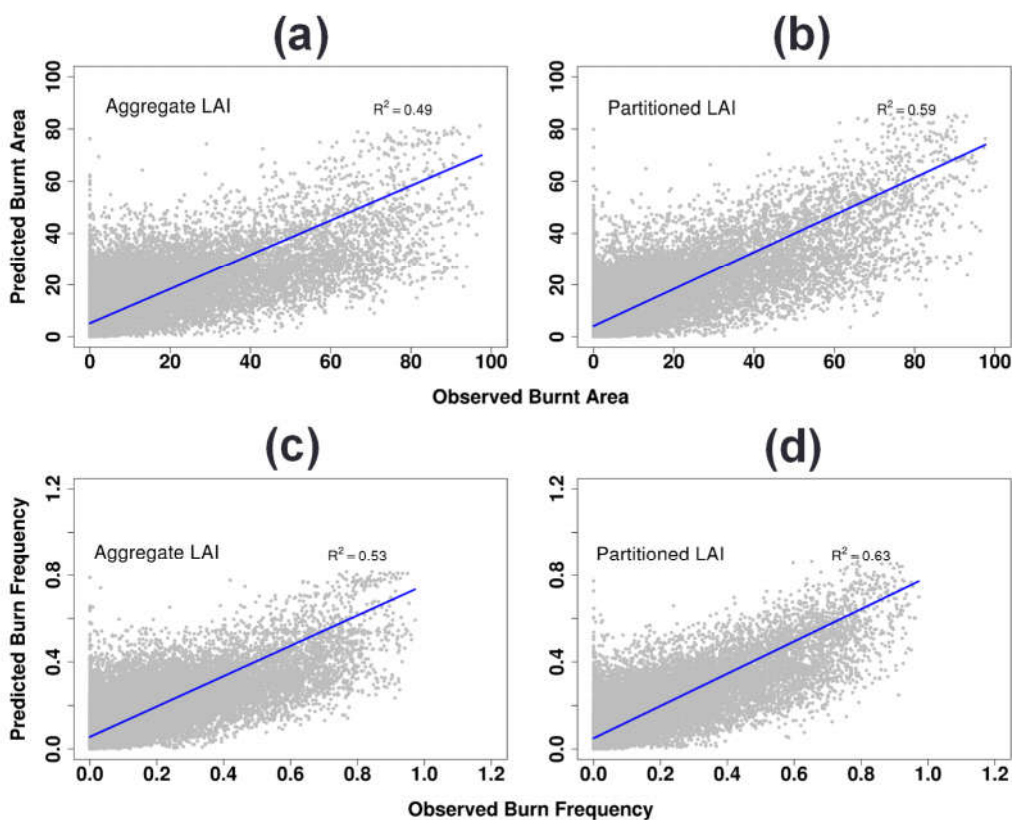 (a)
(b)
Predicted Burnt Area
100
80
60
40
20
0
Aggregate LAI
R² = 0.49
0 20 40 60 80 100
100
80
60
40
20
0
Partitioned LAI
R² = 0.59
0 20 40 60 80 100
Observed Burnt Area
(c)
(d)
Predicted Burn Frequency
1.2
0.8
0.4
0.0
Aggregate LAI
R² = 0.53
0.0 0.2 0.4 0.6 0.8 1.0 1.2
1.2
0.8
0.4
0.0
Partitioned LAI
R² = 0.63
0.0 0.2 0.4 0.6 0.8 1.0 1.2
Observed Burn Frequency